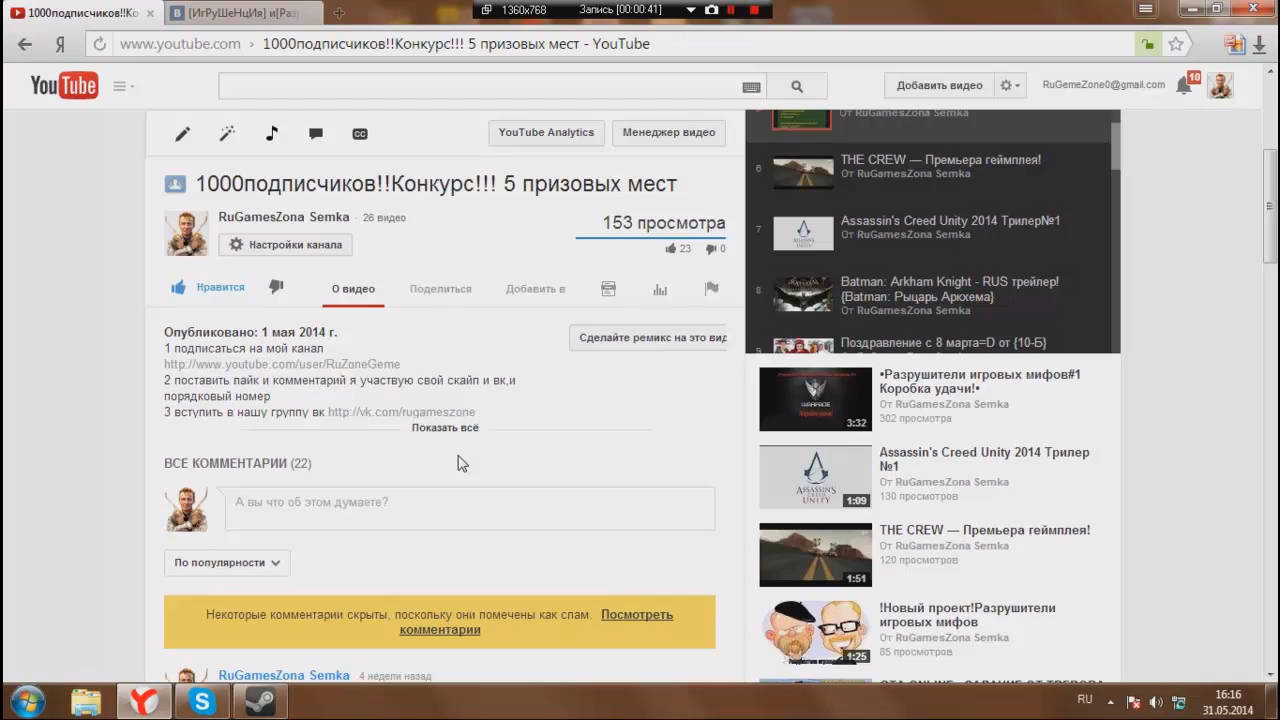 1000подписчиков!!Ко
[ИгРуШеНцИя] и[Раз
1360x768
Запись [00:00:41]
www.youtube.com › 1000подписчиков!!Конкурс!!! 5 призовых мест - YouTube
YouTube
Добавить видео
RuGemeZone0@gmail.com
10
YouTube Analytics
Менеджер видео
1000подписчиков!!Конкурс!!! 5 призовых мест
RuGamesZona Semka · 26 видео
Настройки канала
153 просмотра
23
0
Нравится
О видео
Поделиться
Добавить в
Опубликовано: 1 мая 2014 г.
1 подписаться на мой канал
http://www.youtube.com/user/RuZoneGeme
2 поставить лайк и комментарий я участвую свой скайп и вк,и
порядковый номер
3 вступить в нашу группу вк http://vk.com/rugameszone
Сделайте ремикс на это вид
Показать всё
ВСЕ КОММЕНТАРИИ (22)
А вы что об этом думаете?
По популярности
Некоторые комментарии скрыты, поскольку они помечены как спам. Посмотреть
комментарии
RuGamesZona Semka 4 недели назад
От RuGamesZona Semka
6
THE CREW — Премьера геймплея!
От RuGamesZona Semka
7
Assassin's Creed Unity 2014 Трилер№1
От RuGamesZona Semka
8
Batman: Arkham Knight - RUS трейлер!
{Batman: Рыцарь Аркхема}
От RuGamesZona Semka
9
Поздравление с 8 марта=D от {10-Б}
WARFACE
3:32
•Разрушители игровых мифов#1
Коробка удачи!•
От RuGamesZona Semka
302 просмотра
ASSASSIN'S
CREED
UNITY
1:09
Assassin's Creed Unity 2014 Трилер
№1
От RuGamesZona Semka
130 просмотров
1:51
THE CREW — Премьера геймплея!
От RuGamesZona Semka
120 просмотров
1:25
!Новый проект!Разрушители
игровых мифов
От RuGamesZona Semka
85 просмотров
RU
16:16
31.05.2014